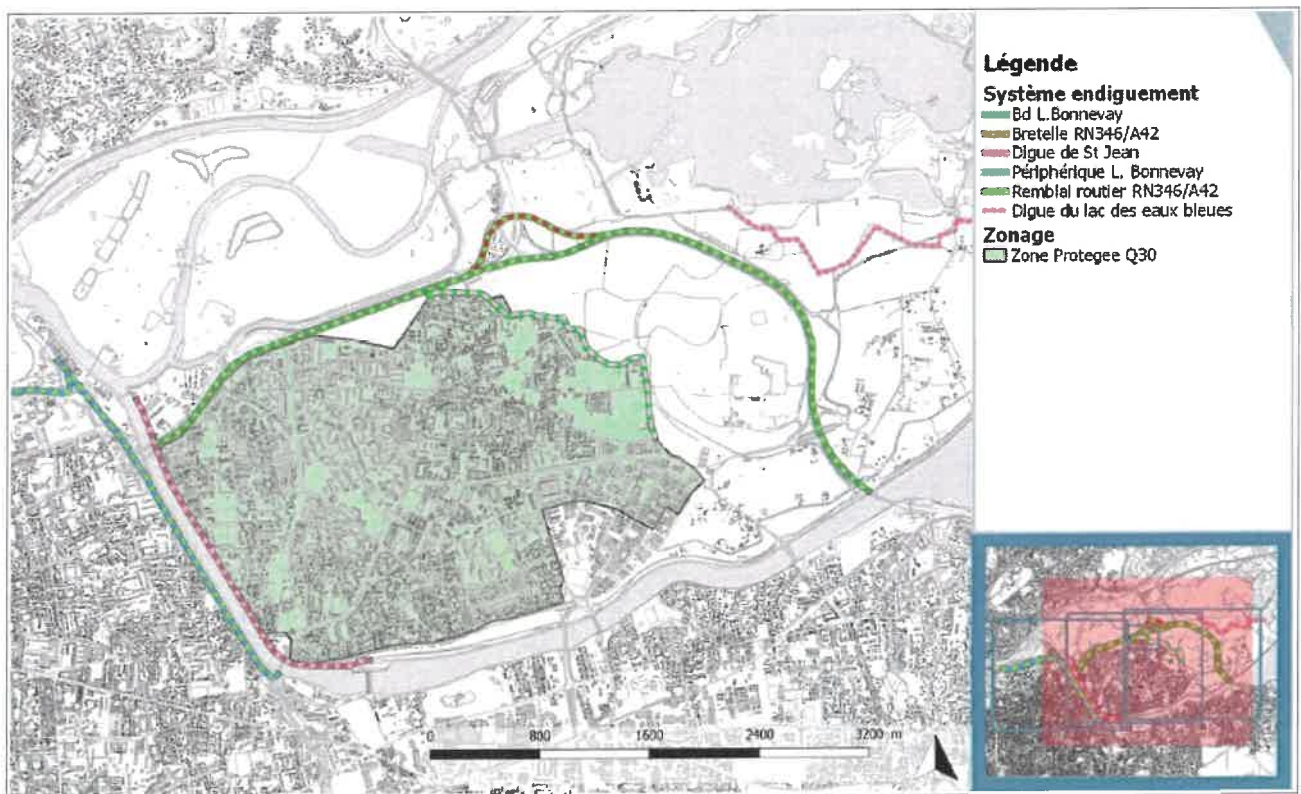 Légende
Système endiguement
Bd L.Bonnevay
Bretelle RN346/A42
Digue de St Jean
Périphérique L. Bonnevay
Remblai routier RN346/A42
Digue du lac des eaux bleues
Zonage
Zone Protegee Q30
0 800 1600 2400 3200 m